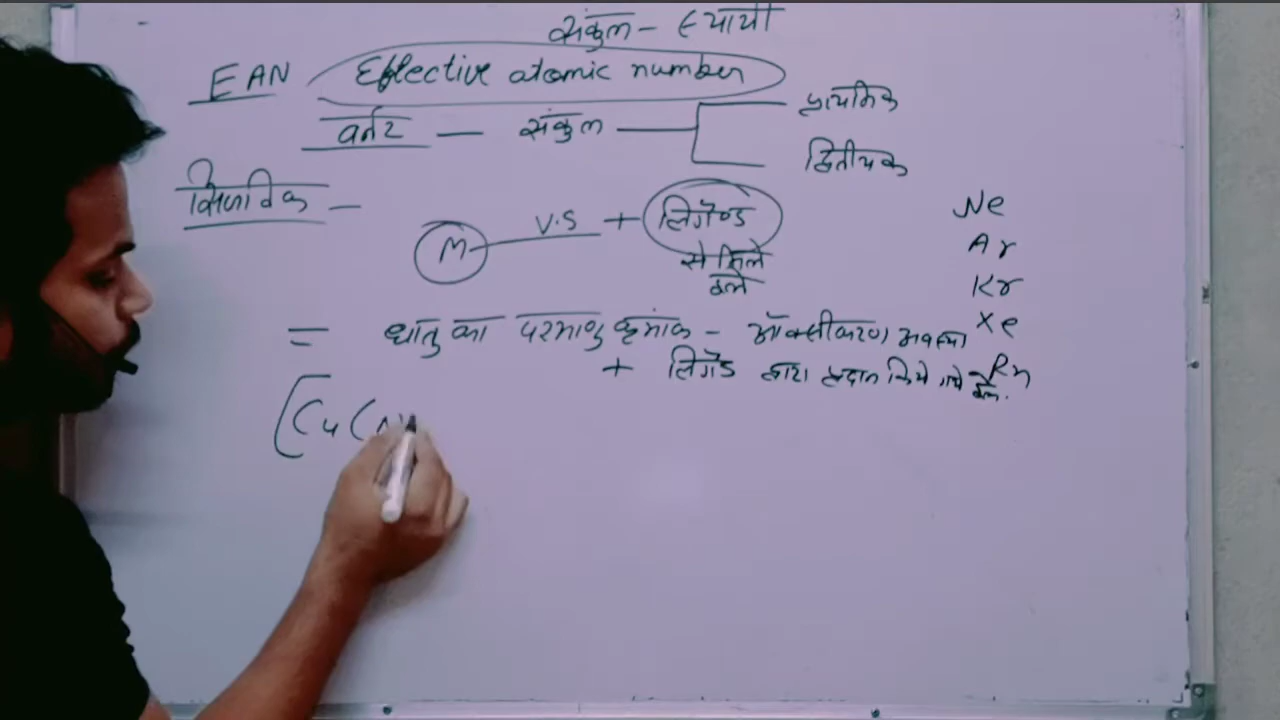 संकुल - स्थायी
EAN Effective atomic number
वर्नर — संकुल — प्राथमिक
द्वितीयक
सिजविक —
M V.S + लिगेण्ड
से मिले
वाले
Ne
Ar
Kr
Xe
Rn
= धातु का परमाणु क्रमांक - ऑक्सीकरण अवस्था
+ लिगेंड द्वारा प्रदान किये गये
[Cu (N